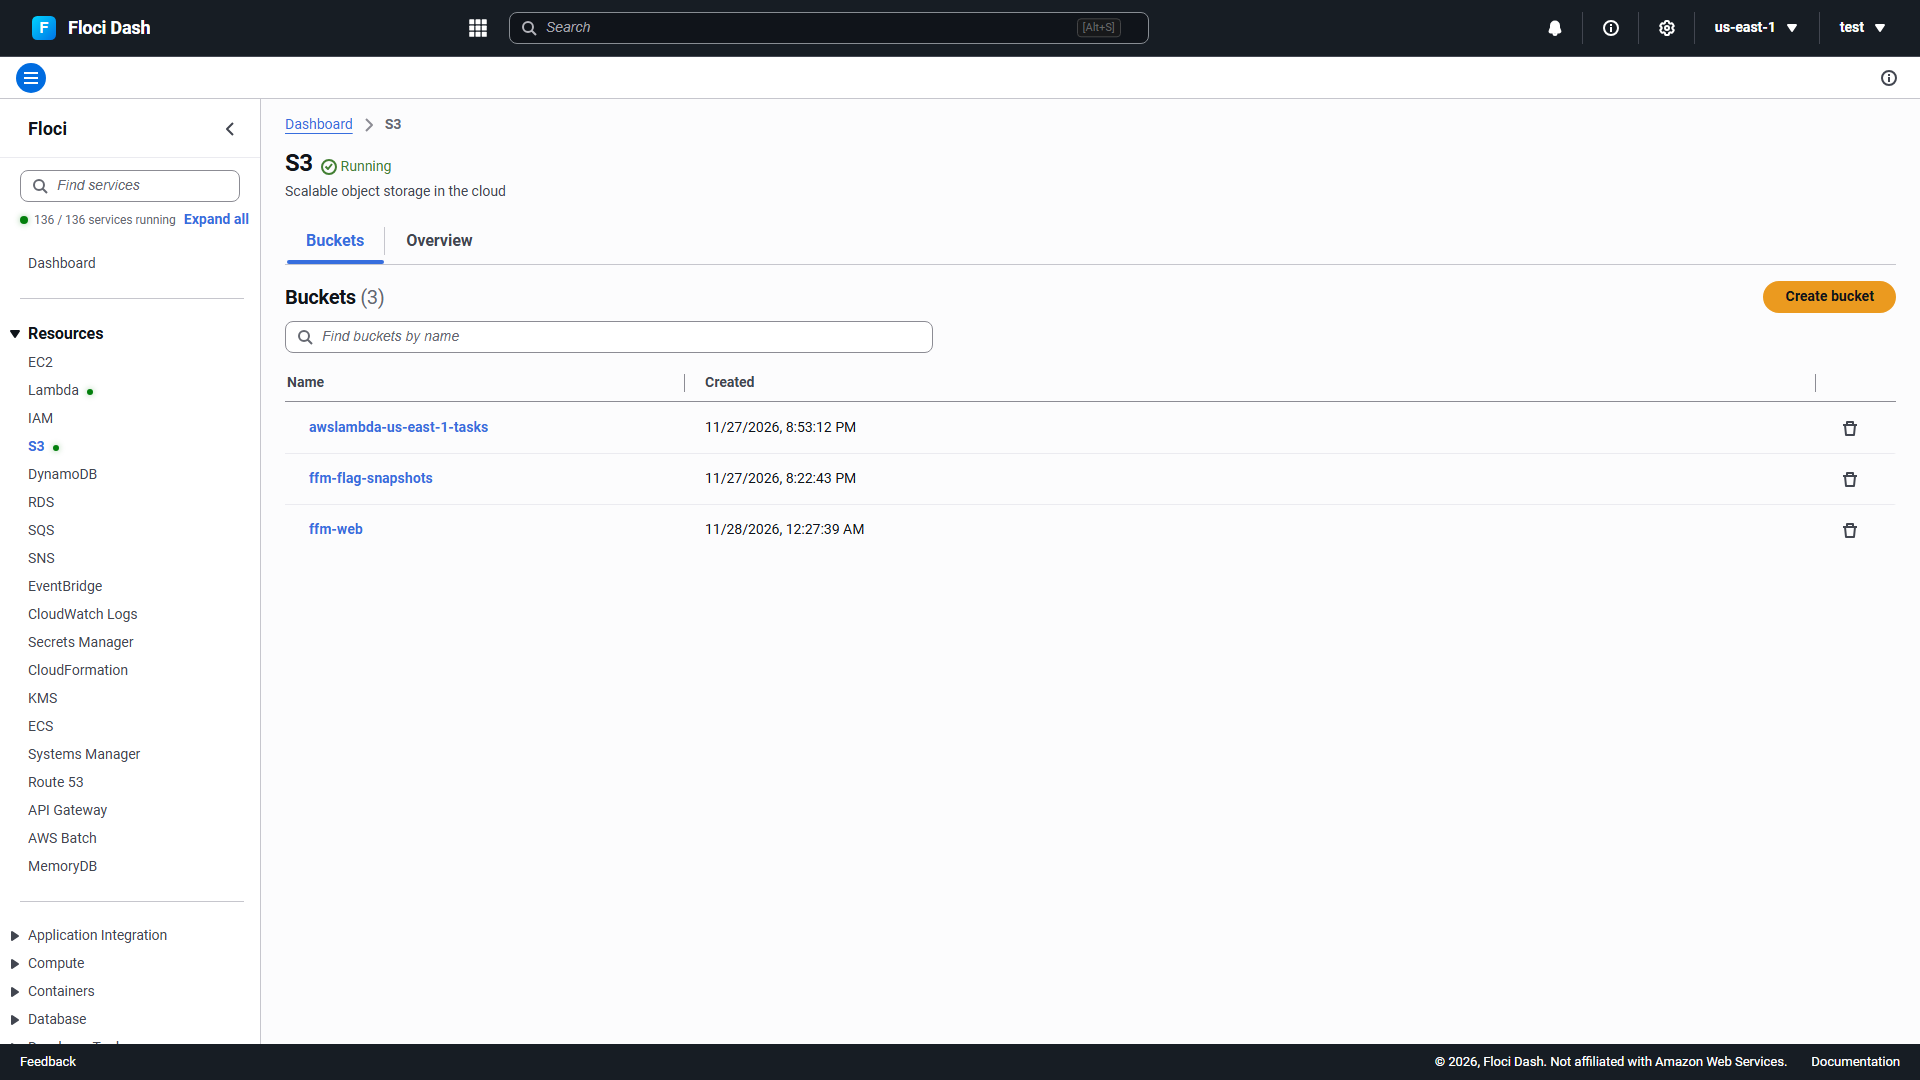 F Floci Dash
Search [Alt+S]
us-east-1
test
Floci
Find services
136 / 136 services running Expand all
Dashboard
Resources
EC2
Lambda
IAM
S3
DynamoDB
RDS
SQS
SNS
EventBridge
CloudWatch Logs
Secrets Manager
CloudFormation
KMS
ECS
Systems Manager
Route 53
API Gateway
AWS Batch
MemoryDB
Application Integration
Compute
Containers
Database
Dashboard S3
S3 Running
Scalable object storage in the cloud
Buckets Overview
Buckets (3) Create bucket
Find buckets by name
Name Created
awslambda-us-east-1-tasks 11/27/2026, 8:53:12 PM
ffm-flag-snapshots 11/27/2026, 8:22:43 PM
ffm-web 11/28/2026, 12:27:39 AM
Feedback © 2026, Floci Dash. Not affiliated with Amazon Web Services. Documentation